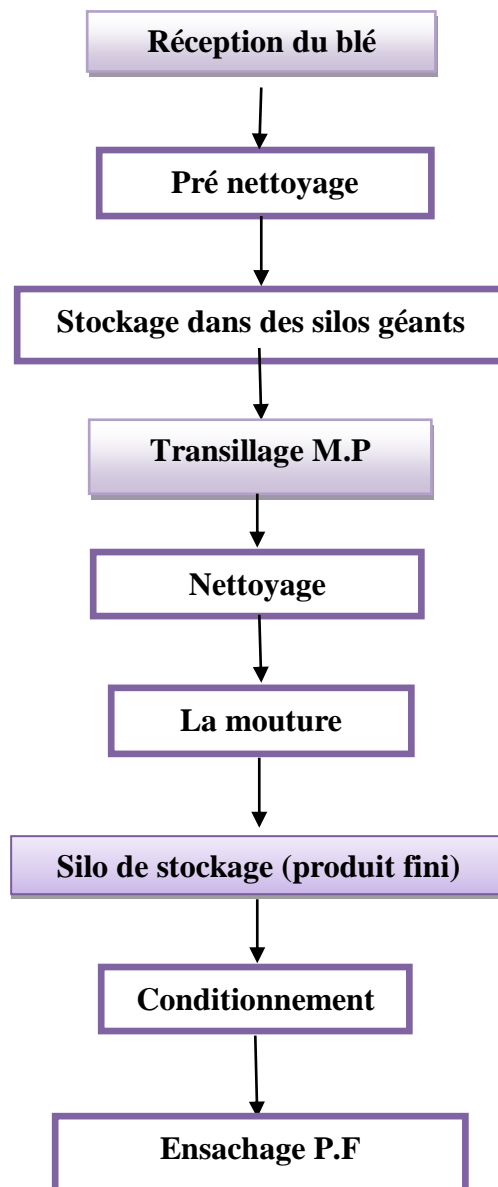 Réception du blé
Pré nettoyage
Stockage dans des silos géants
Transillage M.P
Nettoyage
La mouture
Silo de stockage (produit fini)
Conditionnement
Ensachage P.F